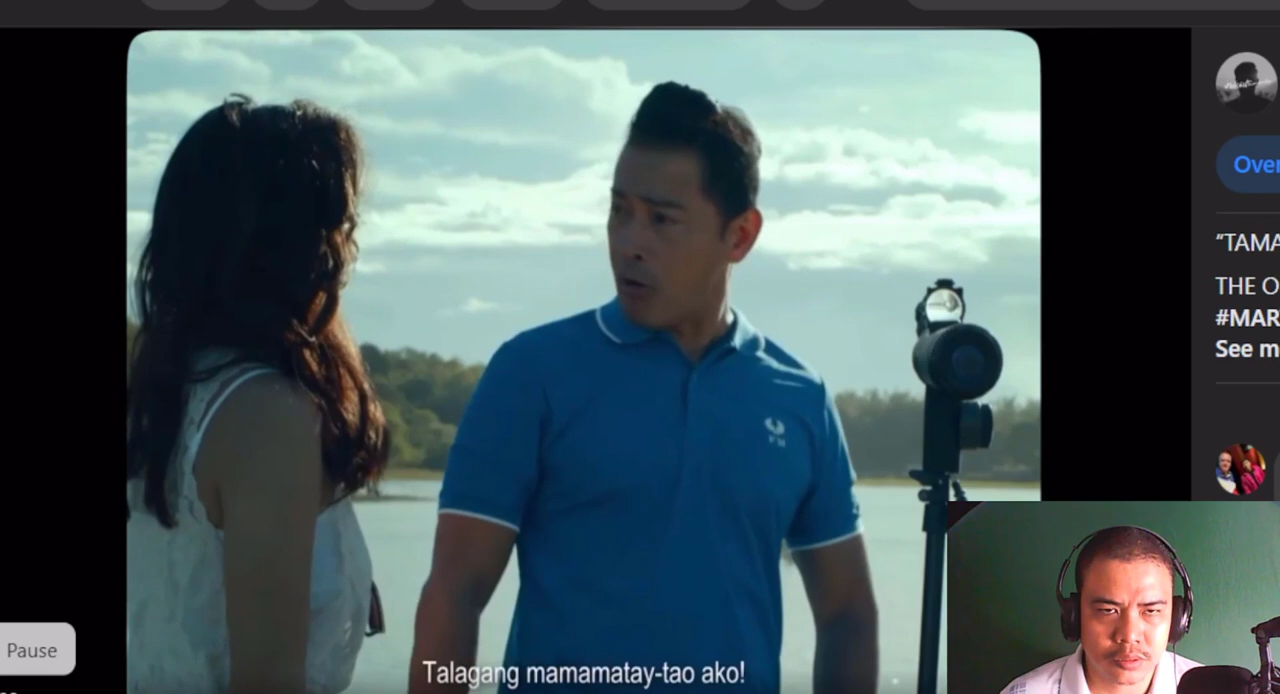 Over
“TAMA
THE O
#MAR
See m
Pause
Talagang mamamatay-tao ako!